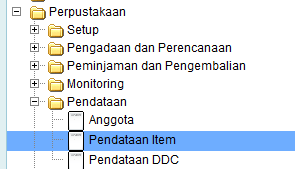 Perpustakaan
Setup
Pengadaan dan Perencanaan
Peminjaman dan Pengembalian
Monitoring
Pendataan
Anggota
Pendataan Item
Pendataan DDC